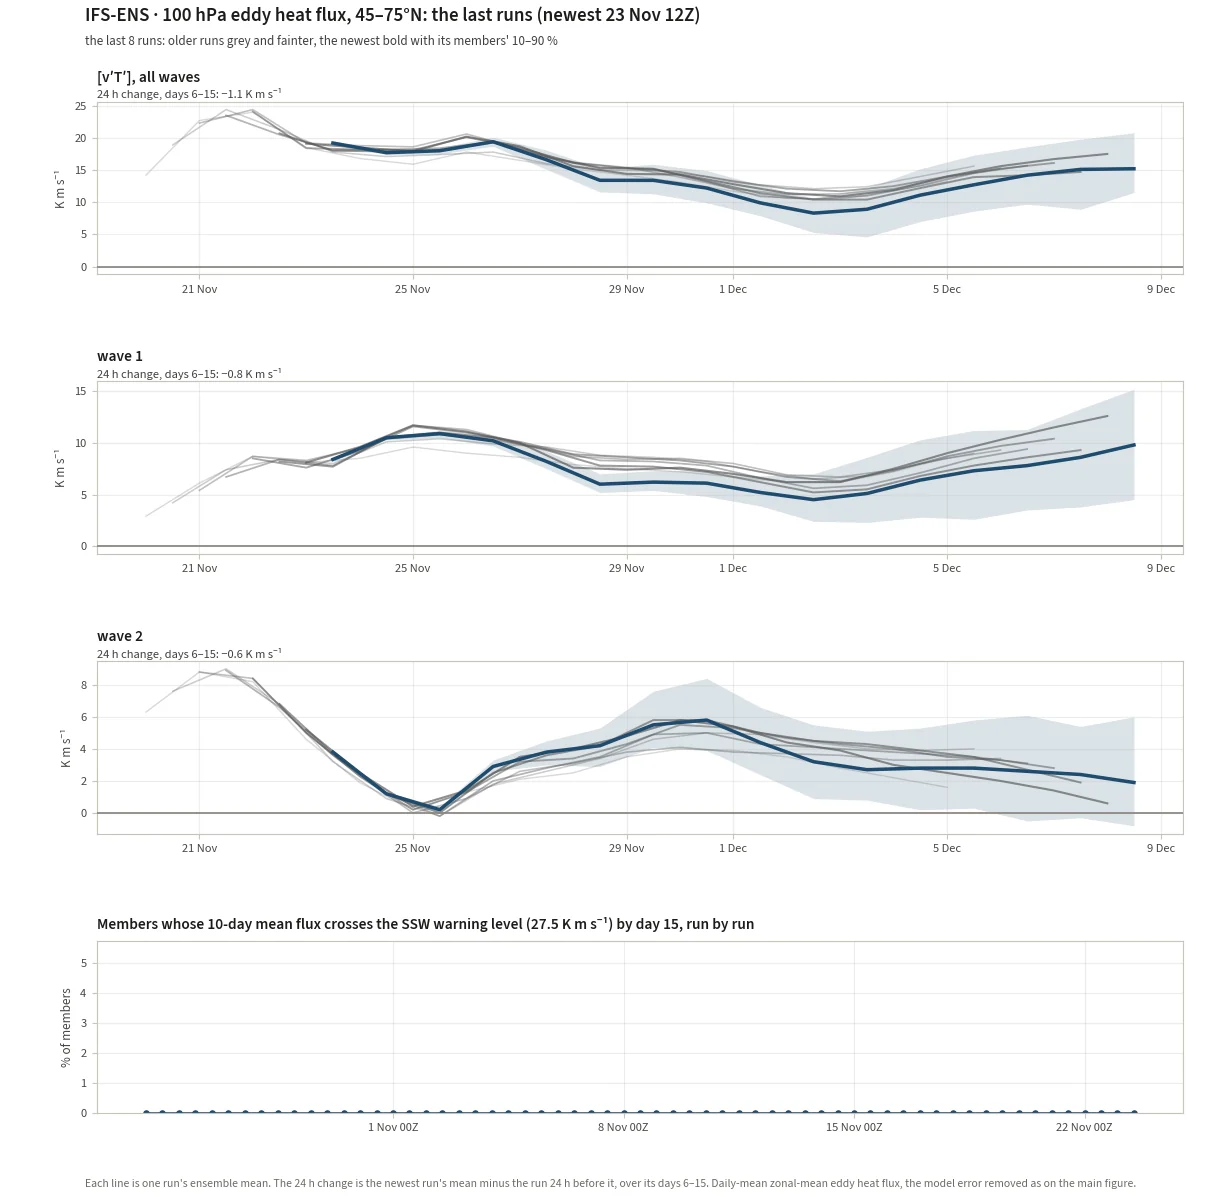 IFS-ENS · 100 hPa eddy heat flux, 45–75°N: the last runs (newest 23 Nov 12Z)
the last 8 runs: older runs grey and fainter, the newest bold with its members' 10–90 %
[v′T′], all waves
24 h change, days 6–15: −1.1 K m s⁻¹
25
20
15
10
5
0
K m s⁻¹
21 Nov
25 Nov
29 Nov
1 Dec
5 Dec
9 Dec
wave 1
24 h change, days 6–15: −0.8 K m s⁻¹
15
10
5
0
K m s⁻¹
21 Nov
25 Nov
29 Nov
1 Dec
5 Dec
9 Dec
wave 2
24 h change, days 6–15: −0.6 K m s⁻¹
8
6
4
2
0
K m s⁻¹
21 Nov
25 Nov
29 Nov
1 Dec
5 Dec
9 Dec
Members whose 10-day mean flux crosses the SSW warning level (27.5 K m s⁻¹) by day 15, run by run
5
4
3
2
1
0
% of members
1 Nov 00Z
8 Nov 00Z
15 Nov 00Z
22 Nov 00Z
Each line is one run's ensemble mean. The 24 h change is the newest run's mean minus the run 24 h before it, over its days 6–15. Daily-mean zonal-mean eddy heat flux, the model error removed as on the main figure.